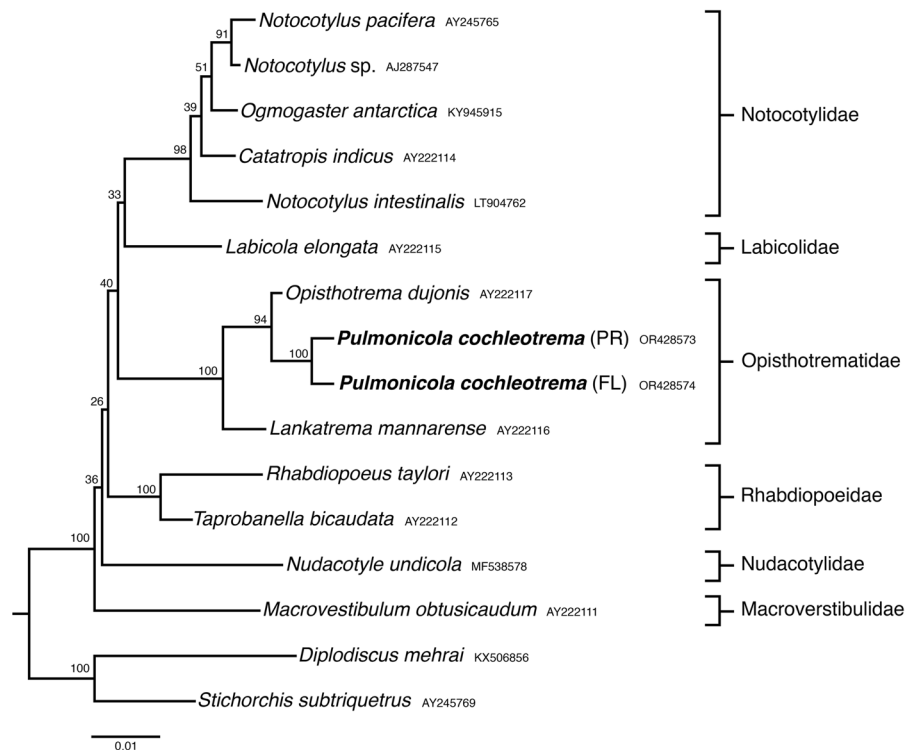 91
Notocotylus pacifera AY245765
51
Notocotylus sp. AJ287547
39
Ogmogaster antarctica KY945915
Notocotylidae
98
Catatropis indicus AY222114
33
Notocotylus intestinalis LT904762
Labicola elongata AY222115
Labicolidae
40
Opisthotrema dujonis AY222117
94
Pulmonicola cochleotrema (PR) OR428573
100
Opisthotrematidae
100
Pulmonicola cochleotrema (FL) OR428574
26
Lankatrema mannarense AY222116
36
Rhabdiopoeus taylori AY222113
100
Rhabdiopoeidae
Taprobanella bicaudata AY222112
100
Nudacotyle undicola MF538578
Nudacotylidae
Macrovestibulum obtusicaudum AY222111
Macroverstibulidae
Diplodiscus mehrai KX506856
100
Stichorchis subtriquetrus AY245769
0.01